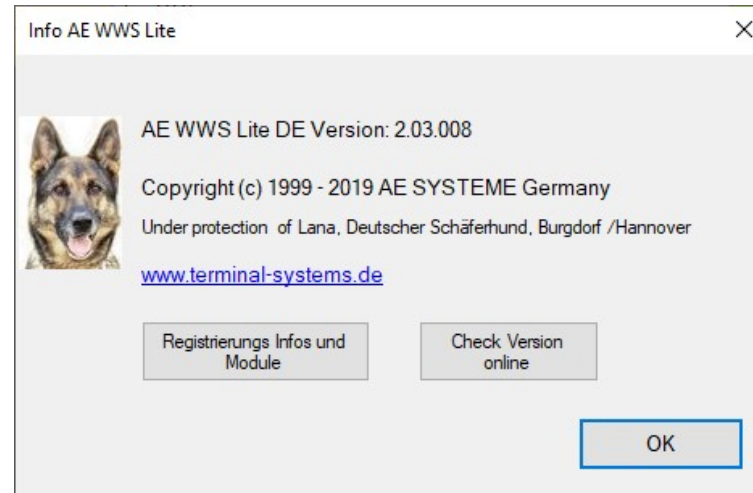 Info AE WWS Lite
AE WWS Lite DE Version: 2.03.008
Copyright (c) 1999 - 2019 AE SYSTEME Germany
Under protection of Lana, Deutscher Schäferhund, Burgdorf /Hannover
www.terminal-systems.de
Registrierungs Infos und
Module
Check Version
online
OK